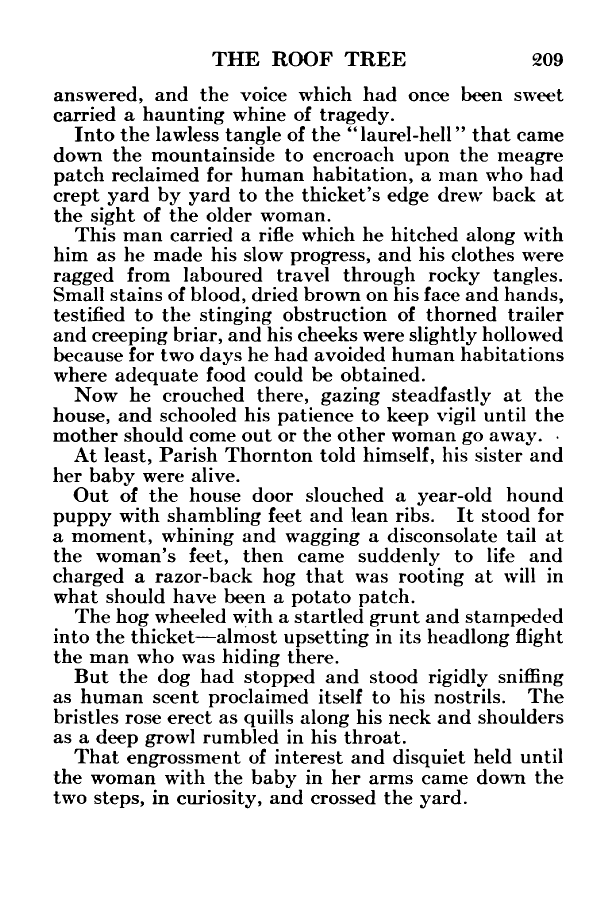 THE ROOF TREE 209
answered, and the voice which had once been sweet
carried a haunting whine of tragedy.
Into the lawless tangle of the "laurel-hell" that came
down the mountainside to encroach upon the meagre
patch reclaimed for human habitation, a man who had
crept yard by yard to the thicket's edge drew back at
the sight of the older woman.
This man carried a rifle which he hitched along with
him as he made his slow progress, and his clothes were
ragged from laboured travel through rocky tangles.
Small stains of blood, dried brown on his face and hands,
testified to the stinging obstruction of thorned trailer
and creeping briar, and his cheeks were slightly hollowed
because for two days he had avoided human habitations
where adequate food could be obtained.
Now he crouched there, gazing steadfastly at the
house, and schooled his patience to keep vigil until the
mother should come out or the other woman go away.
At least, Parish Thornton told himself, his sister and
her baby were alive.
Out of the house door slouched a year-old hound
puppy with shambling feet and lean ribs. It stood for
a moment, whining and wagging a disconsolate tail at
the woman's feet, then came suddenly to life and
charged a razor-back hog that was rooting at will in
what should have been a potato patch.
The hog wheeled with a startled grunt and stampeded
into the thicket—almost upsetting in its headlong flight
the man who was hiding there.
But the dog had stopped and stood rigidly sniffing
as human scent proclaimed itself to his nostrils. The
bristles rose erect as quills along his neck and shoulders
as a deep growl rumbled in his throat.
That engrossment of interest and disquiet held until
the woman with the baby in her arms came down the
two steps, in curiosity, and crossed the yard.